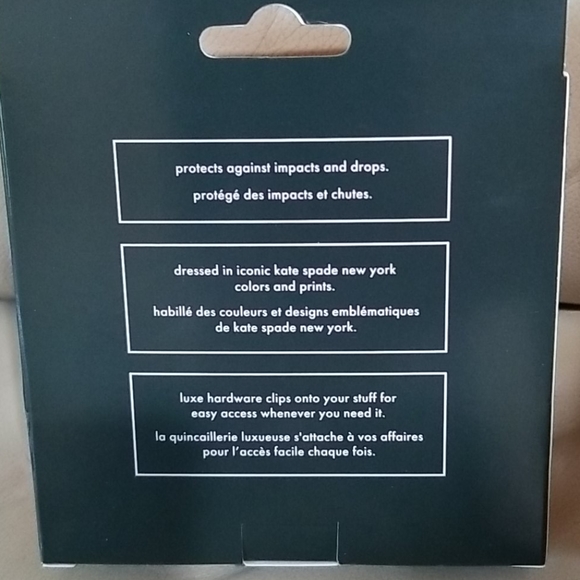 protects against impacts and drops.
protégé des impacts et chutes.
dressed in iconic kate spade new york
colors and prints.
habillé des couleurs et designs emblématiques
de kate spade new york.
luxe hardware clips onto your stuff for
easy access whenever you need it.
la quincaillerie luxueuse s'attache à vos affaires
pour l'accès facile chaque fois.